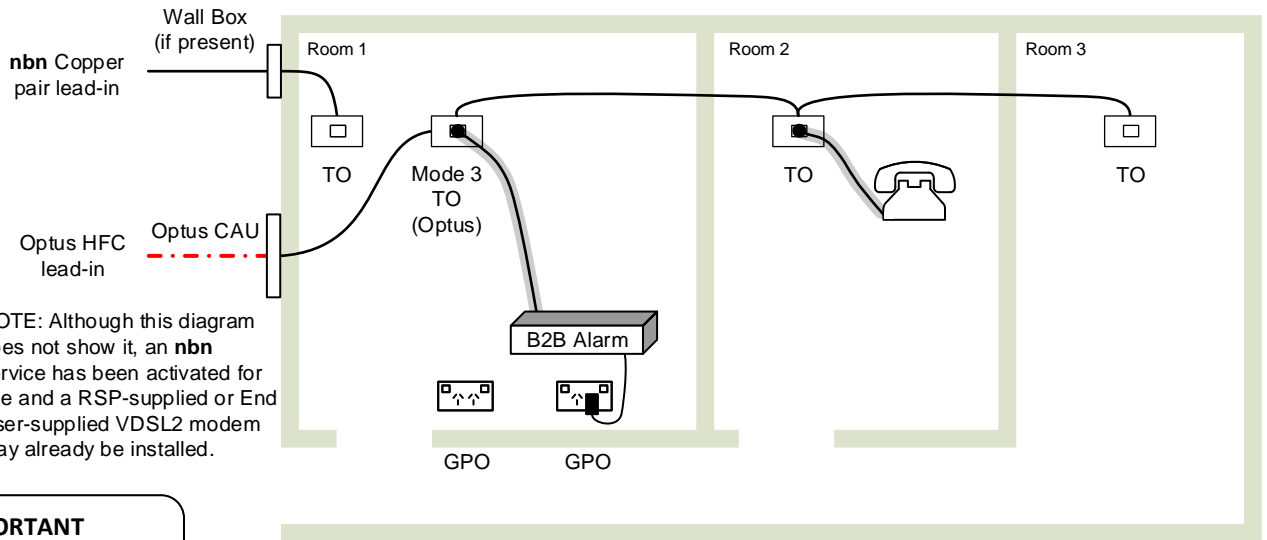 Wall Box
(if present)
nbn Copper
pair lead-in
Room 1
Room 2
Room 3
TO
Mode 3
TO
(Optus)
TO
TO
Optus HFC
lead-in
Optus CAU
OTE: Although this diagram
oes not show it, an nbn
ervice has been activated for
e and a RSP-supplied or End
ser-supplied VDSL2 modem
ay already be installed.
B2B Alarm
GPO
GPO
PORTANT